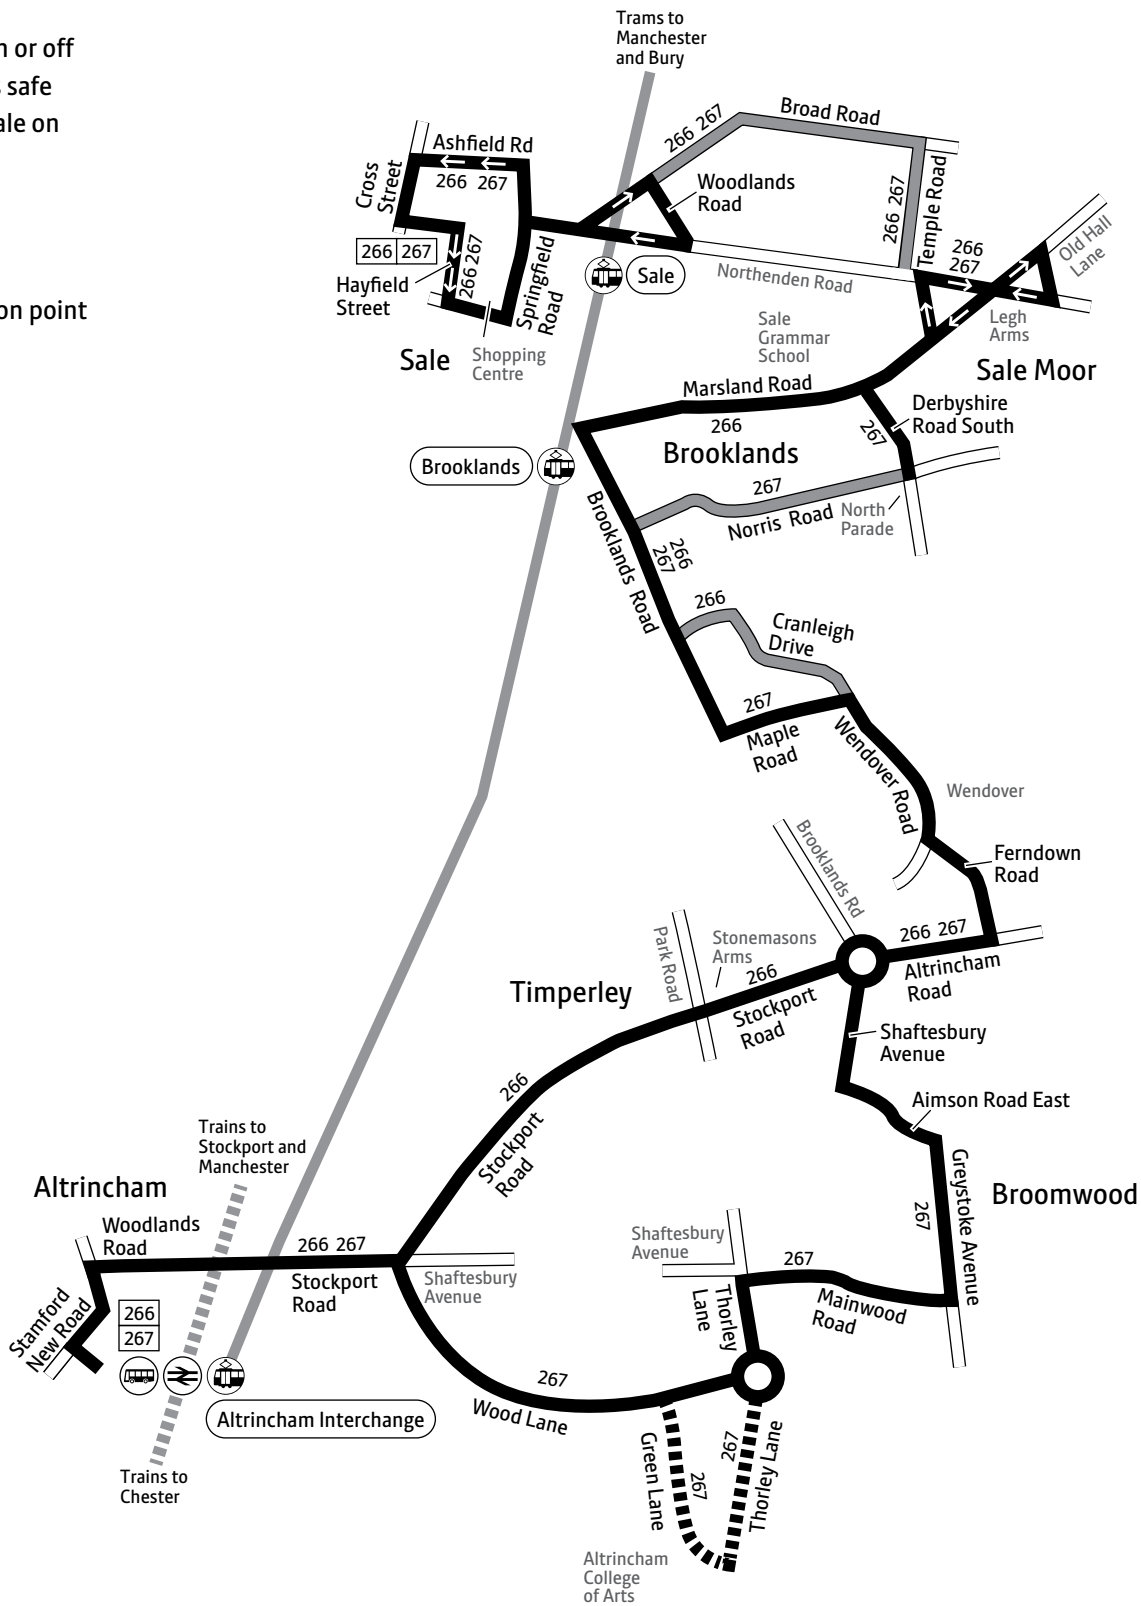 n or off
s safe
ale on
on point
Trams to
Manchester
and Bury
Broad Road
266 267
Ashfield Rd
266 267
Cross
Street
Woodlands
Road
266 267
Temple Road
266
267
Old Hall
Lane
266 267
266 267
Hayfield
Street
Springfield
Road
Sale
Northenden Road
Sale
Shopping
Centre
Sale
Grammar
School
Legh
Arms
Sale Moor
Marsland Road
266
Derbyshire
Road South
267
Brooklands
Brooklands
267
Norris Road
North
Parade
Brooklands Road
266
267
266
Cranleigh
Drive
267
Maple
Road
Wendover Road
Wendover
Brooklands Rd
Ferndown
Road
266 267
Altrincham
Road
Park Road
Stonemasons
Arms
266
Stockport
Road
Timperley
Shaftesbury
Avenue
Aimson Road East
266
Stockport
Road
Trains to
Stockport and
Manchester
Greystoke Avenue
267
Broomwood
Altrincham
Woodlands
Road
266 267
Stockport
Road
Shaftesbury
Avenue
Shaftesbury
Avenue
267
Mainwood
Road
Thorley
Lane
Stamford
New Road
266
267
Altrincham Interchange
267
Wood Lane
Green Lane
267
267
Thorley Lane
Trains to
Chester
Altrincham
College
of Arts